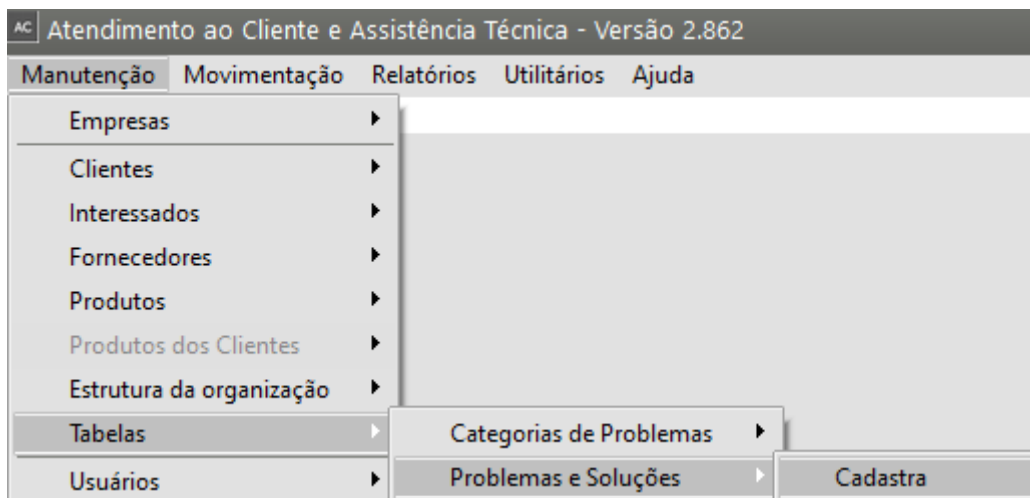 AC Atendimento ao Cliente e Assistência Técnica - Versão 2.862
Manutenção Movimentação Relatórios Utilitários Ajuda
Empresas
Clientes
Interessados
Fornecedores
Produtos
Produtos dos Clientes
Estrutura da organização
Tabelas Categorias de Problemas
Usuários Problemas e Soluções Cadastra